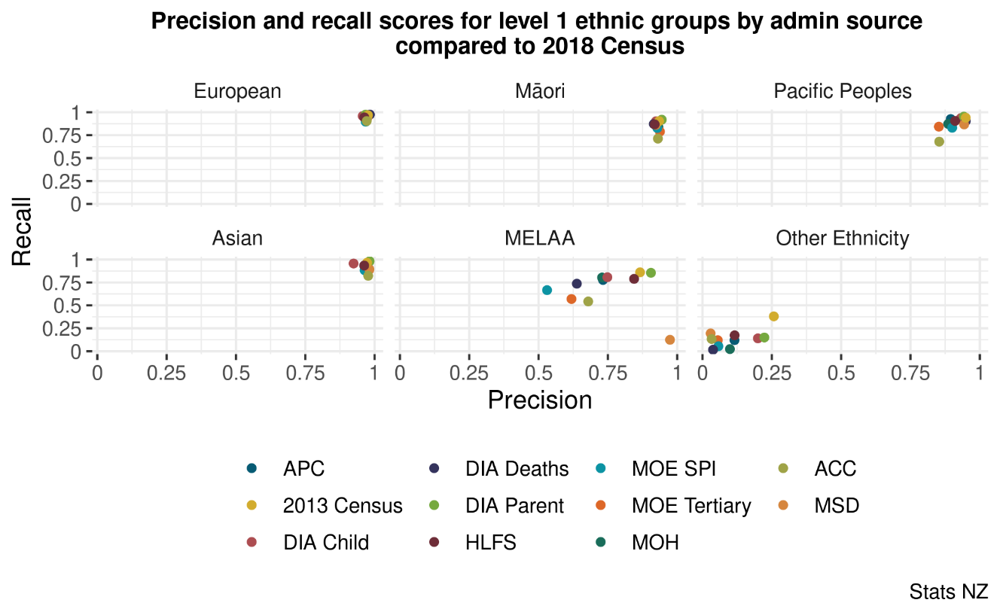 Precision and recall scores for level 1 ethnic groups by admin source
compared to 2018 Census
European
Māori
Pacific Peoples
1
0.75
0.5
0.25
0
Asian
MELAA
Other Ethnicity
1
0.75
0.5
0.25
0
Recall
0 0.25 0.5 0.75 1
0 0.25 0.5 0.75 1
0 0.25 0.5 0.75 1
Precision
APC
DIA Deaths
MOE SPI
ACC
2013 Census
DIA Parent
MOE Tertiary
MSD
DIA Child
HLFS
MOH
Stats NZ